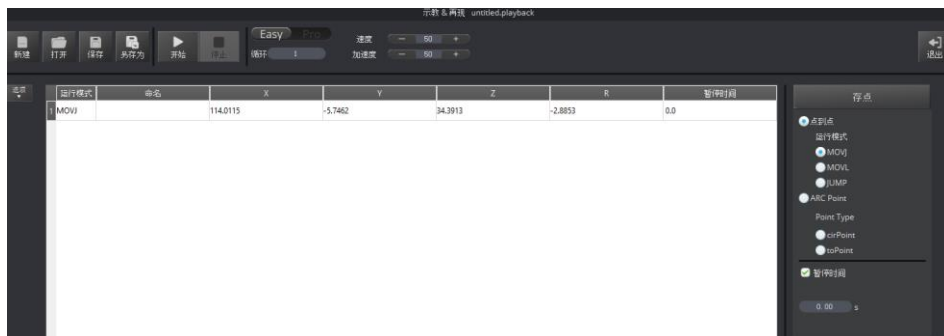 示教 & 再现 untitled.playback
新建 打开 保存 另存为 开始 停止
Easy Pro
循环 1
速度 − 50 +
加速度 − 50 +
退出
选项
运行模式 命名 X Y Z R 暂停时间
1 MOVJ 114.0115 -5.7462 34.3913 -2.8853 0.0
存点
点到点
运行模式
MOVJ
MOVL
JUMP
ARC Point
Point Type
cirPoint
toPoint
暂停时间
0.00 s